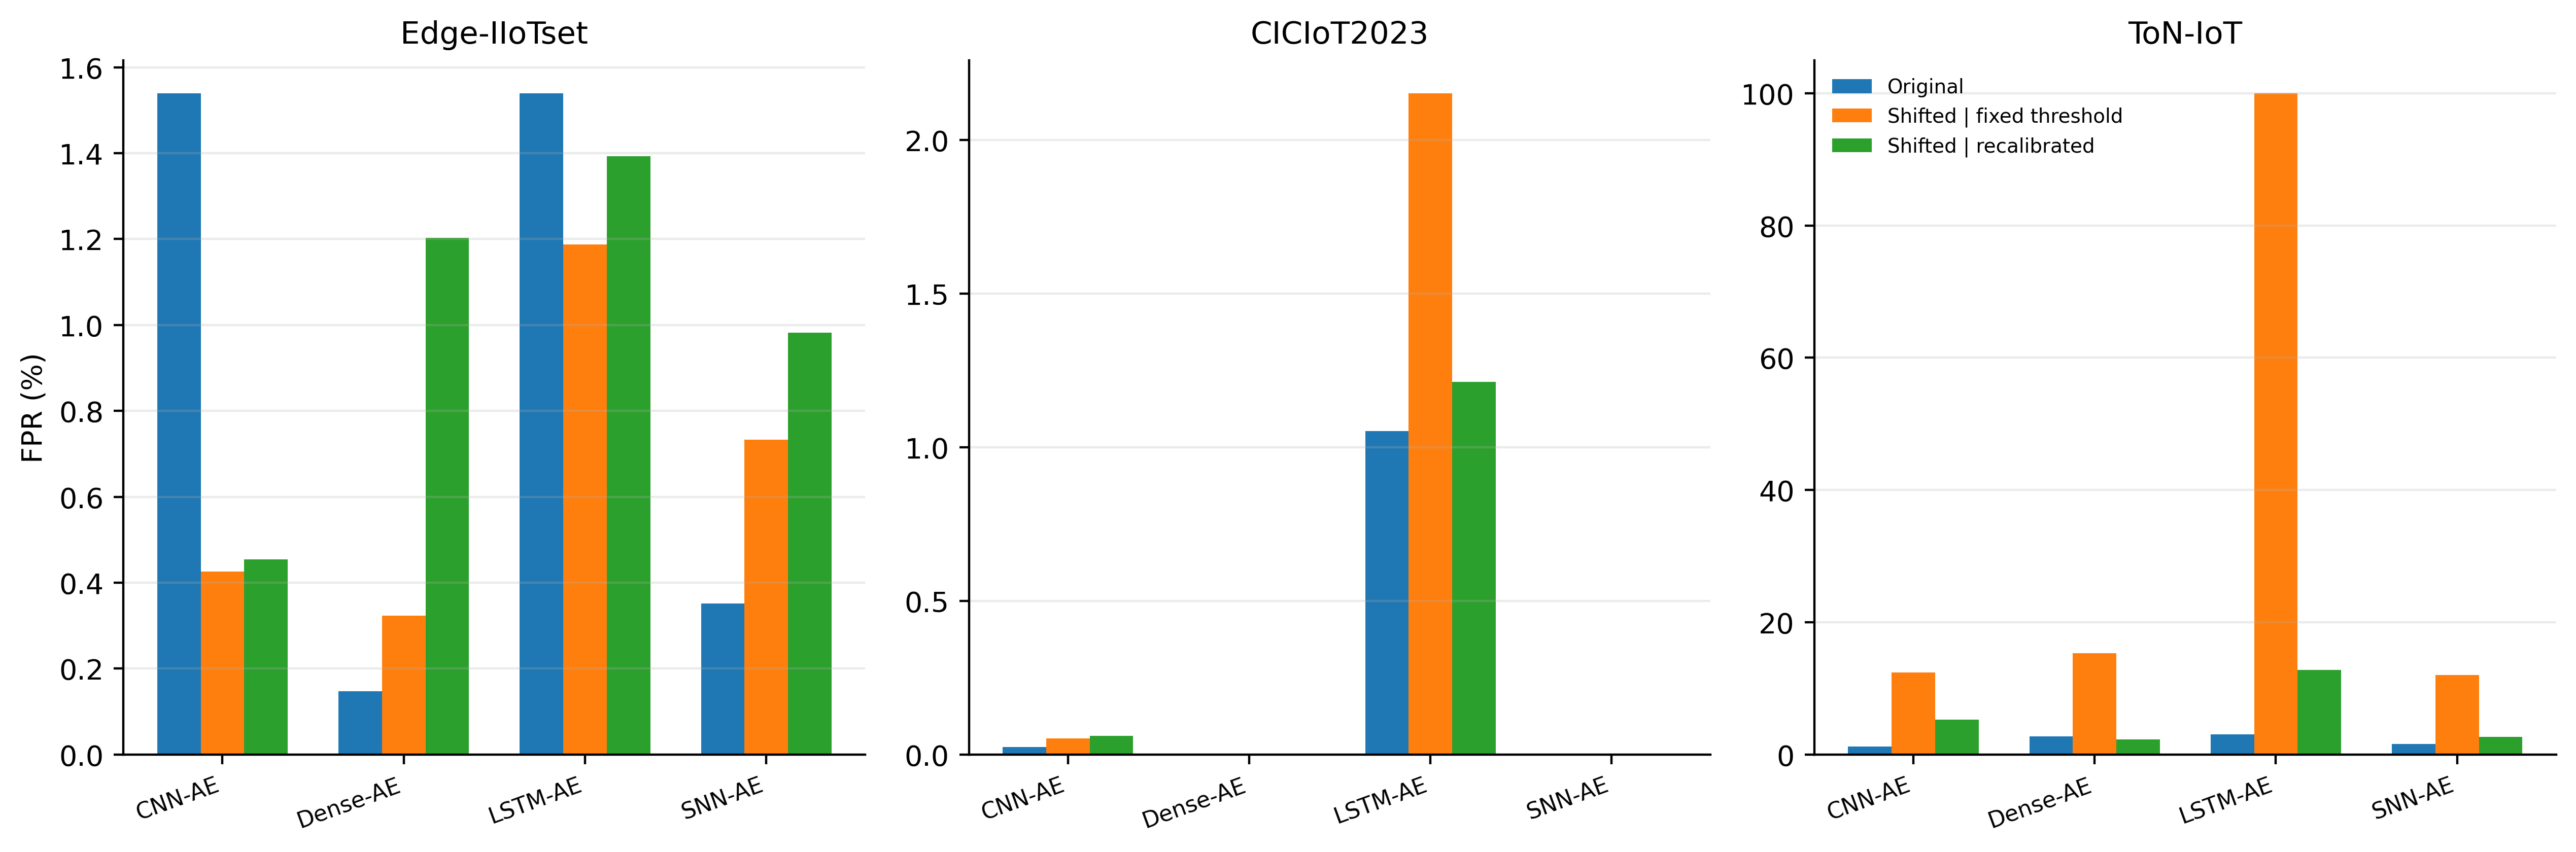 Edge-IIoTset
FPR (%)
1.6
1.4
1.2
1.0
0.8
0.6
0.4
0.2
0.0
CNN-AE
Dense-AE
LSTM-AE
SNN-AE
CICIoT2023
2.0
1.5
1.0
0.5
0.0
CNN-AE
Dense-AE
LSTM-AE
SNN-AE
ToN-IoT
Original
Shifted | fixed threshold
Shifted | recalibrated
100
80
60
40
20
0
CNN-AE
Dense-AE
LSTM-AE
SNN-AE